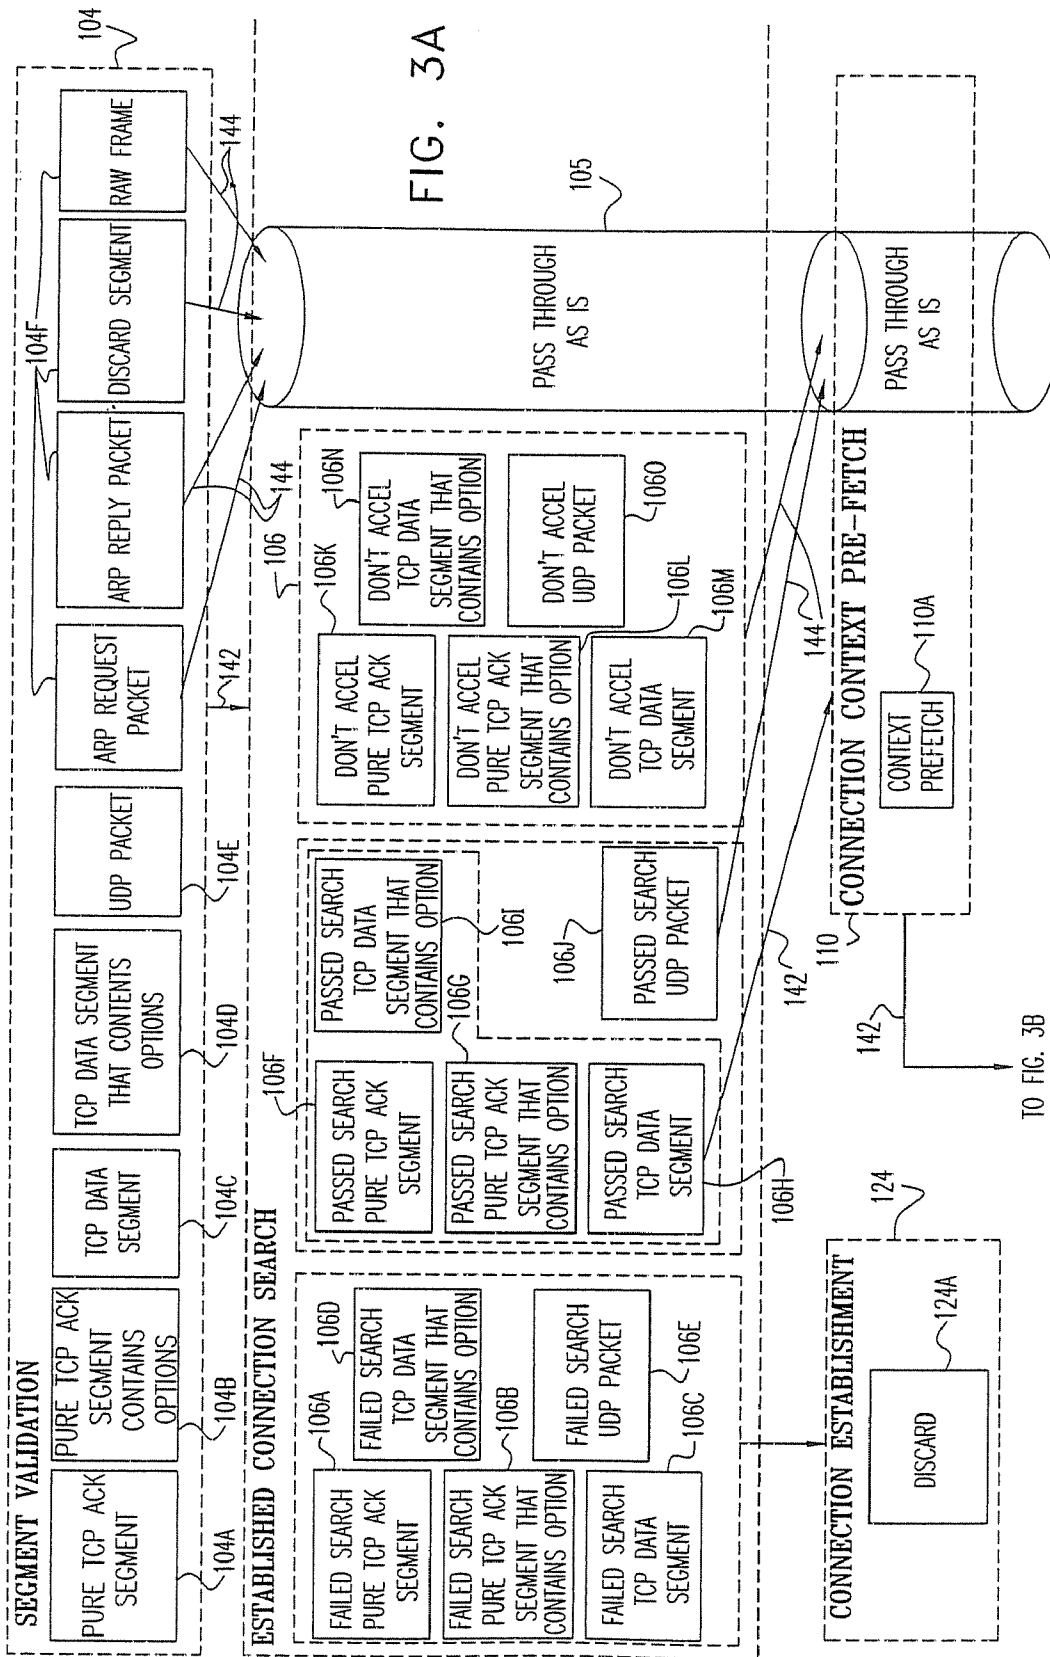 SEGMENT VALIDATION
104
PURE TCP ACK
SEGMENT
104A
PURE TCP ACK
SEGMENT
CONTAINS
OPTIONS
104B
TCP DATA
SEGMENT
104C
TCP DATA SEGMENT
THAT CONTENTS
OPTIONS
104D
UDP PACKET
104E
ARP REQUEST
PACKET
ARP REPLY PACKET
DISCARD SEGMENT
RAW FRAME
104F
142
144
144
ESTABLISHED CONNECTION SEARCH
106
FAILED SEARCH
PURE TCP ACK
SEGMENT
106A
FAILED SEARCH
TCP DATA
SEGMENT THAT
CONTAINS OPTION
106D
FAILED SEARCH
PURE TCP ACK
SEGMENT THAT
CONTAINS OPTION
106B
FAILED SEARCH
UDP PACKET
106E
FAILED SEARCH
TCP DATA
SEGMENT
106C
PASSED SEARCH
PURE TCP ACK
SEGMENT
106F
PASSED SEARCH
TCP DATA
SEGMENT THAT
CONTAINS OPTION
106I
PASSED SEARCH
PURE TCP ACK
SEGMENT THAT
CONTAINS OPTION
106G
PASSED SEARCH
UDP PACKET
106J
PASSED SEARCH
TCP DATA
SEGMENT
106H
DON'T ACCEL
PURE TCP ACK
SEGMENT
106K
DON'T ACCEL
TCP DATA
SEGMENT THAT
CONTAINS OPTION
106N
DON'T ACCEL
PURE TCP ACK
SEGMENT THAT
CONTAINS OPTION
106L
DON'T ACCEL
UDP PACKET
106O
DON'T ACCEL
TCP DATA
SEGMENT
106M
PASS THROUGH
AS IS
105
FIG. 3A
142
144
CONNECTION ESTABLISHMENT
124
DISCARD
124A
110
CONNECTION CONTEXT PRE-FETCH
CONTEXT
PREFETCH
110A
PASS THROUGH
AS IS
142
TO FIG. 3B